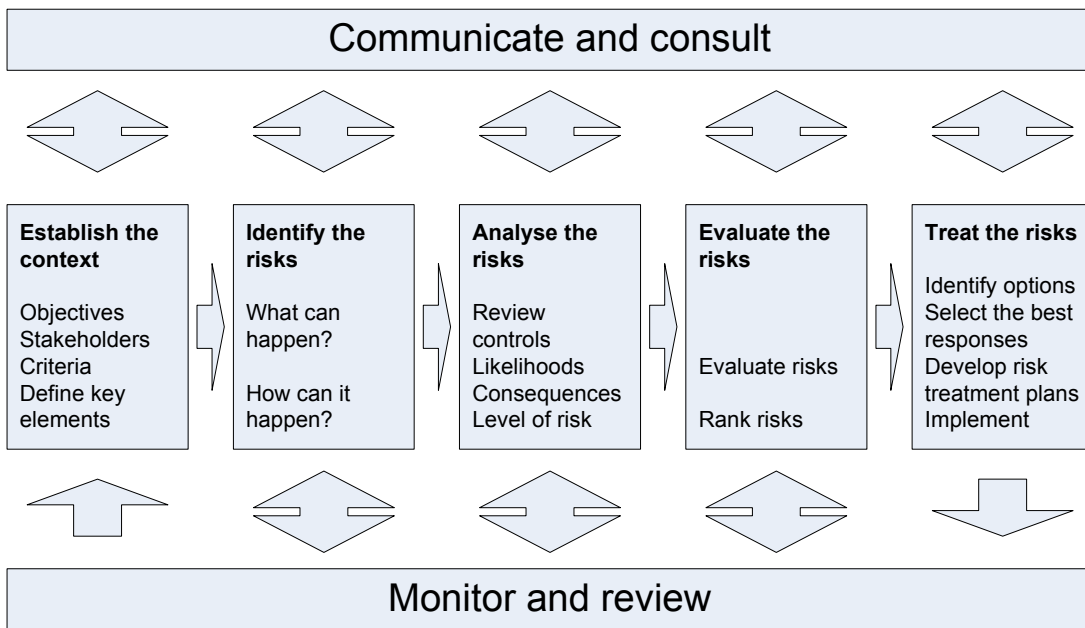 Communicate and consult
Establish the
context
Objectives
Stakeholders
Criteria
Define key
elements
Identify the
risks
What can
happen?
How can it
happen?
Analyse the
risks
Review
controls
Likelihoods
Consequences
Level of risk
Evaluate the
risks
Evaluate risks
Rank risks
Treat the risks
Identify options
Select the best
responses
Develop risk
treatment plans
Implement
Monitor and review